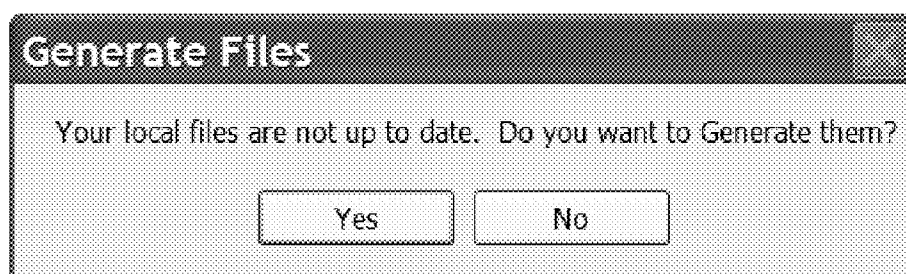 Generate Files
Your local files are not up to date. Do you want to Generate them?
Yes No